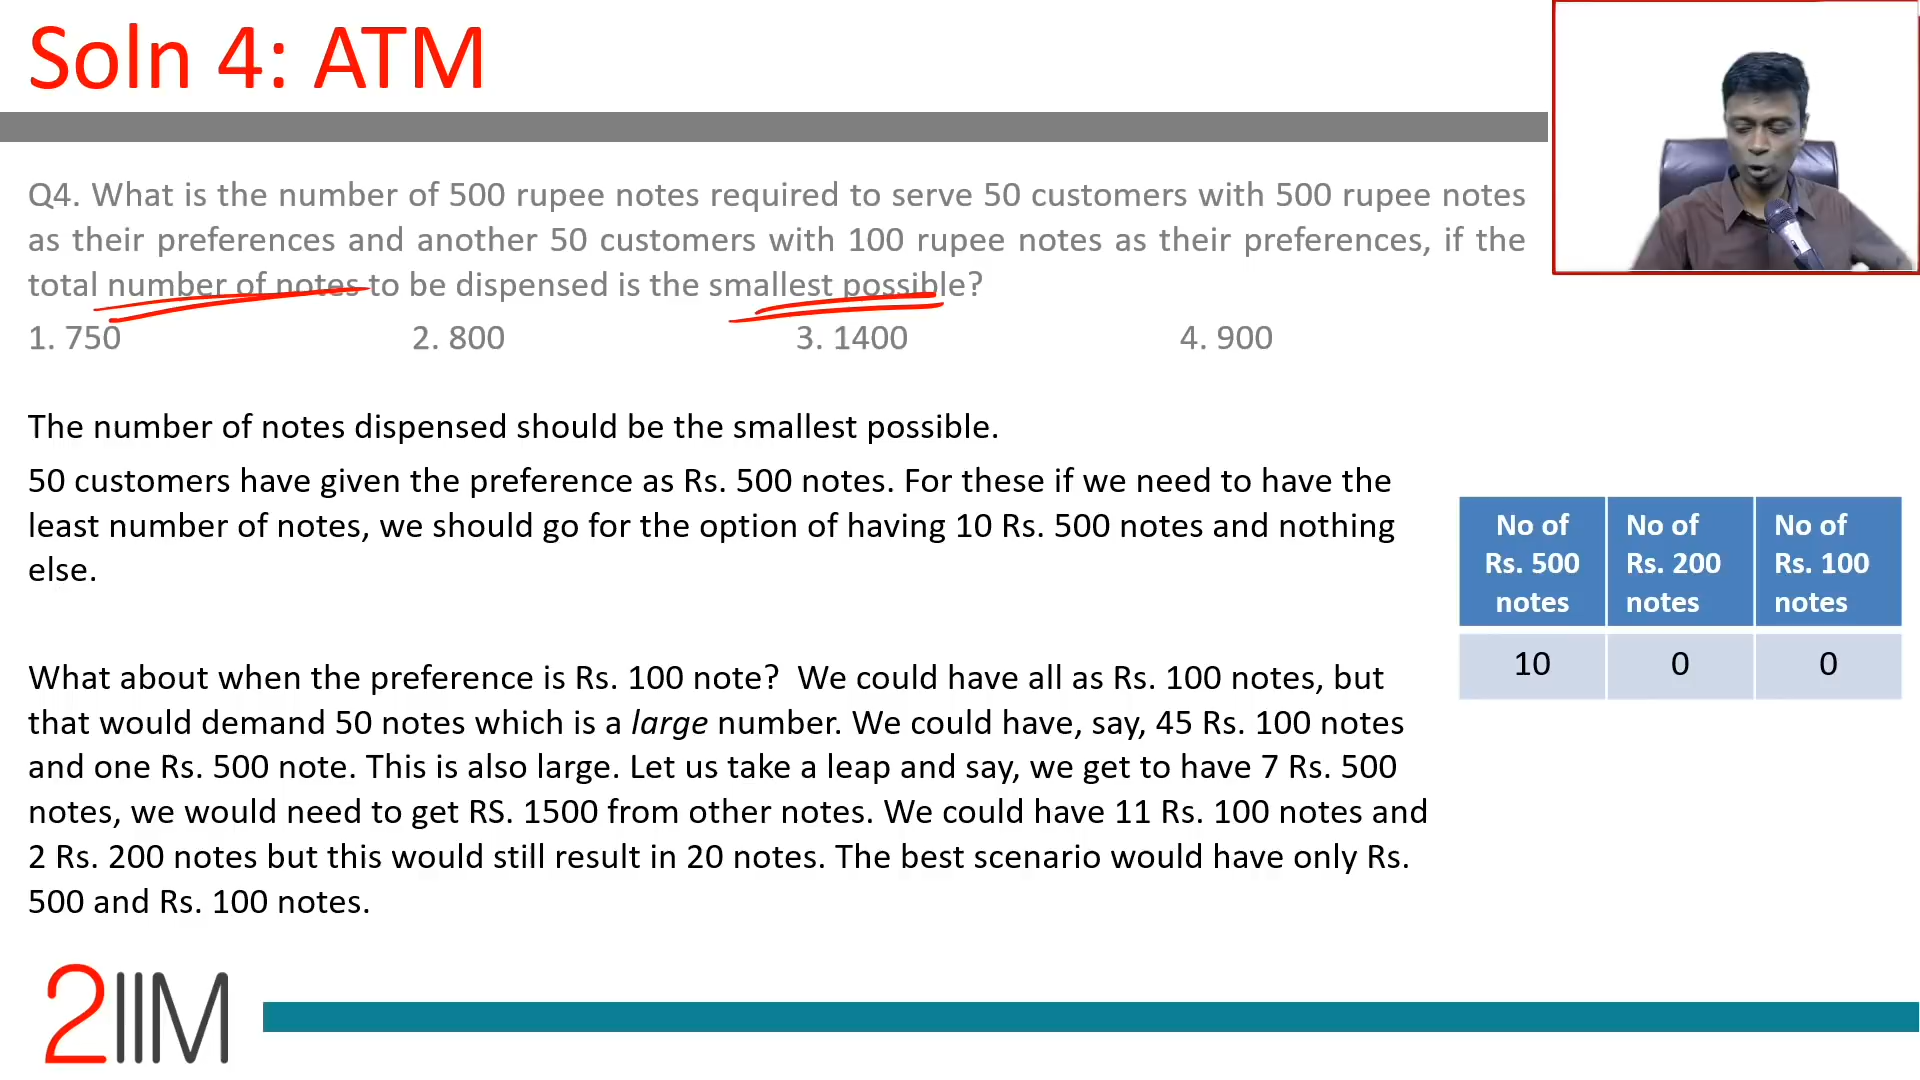 Soln 4: ATM
Q4. What is the number of 500 rupee notes required to serve 50 customers with 500 rupee notes
as their preferences and another 50 customers with 100 rupee notes as their preferences, if the
total number of notes to be dispensed is the smallest possible?
1. 750 2. 800 3. 1400 4. 900
The number of notes dispensed should be the smallest possible.
50 customers have given the preference as Rs. 500 notes. For these if we need to have the
least number of notes, we should go for the option of having 10 Rs. 500 notes and nothing
else.
No of Rs. 500 notes
No of Rs. 200 notes
No of Rs. 100 notes
10 0 0
What about when the preference is Rs. 100 note? We could have all as Rs. 100 notes, but
that would demand 50 notes which is a large number. We could have, say, 45 Rs. 100 notes
and one Rs. 500 note. This is also large. Let us take a leap and say, we get to have 7 Rs. 500
notes, we would need to get RS. 1500 from other notes. We could have 11 Rs. 100 notes and
2 Rs. 200 notes but this would still result in 20 notes. The best scenario would have only Rs.
500 and Rs. 100 notes.
2IIM